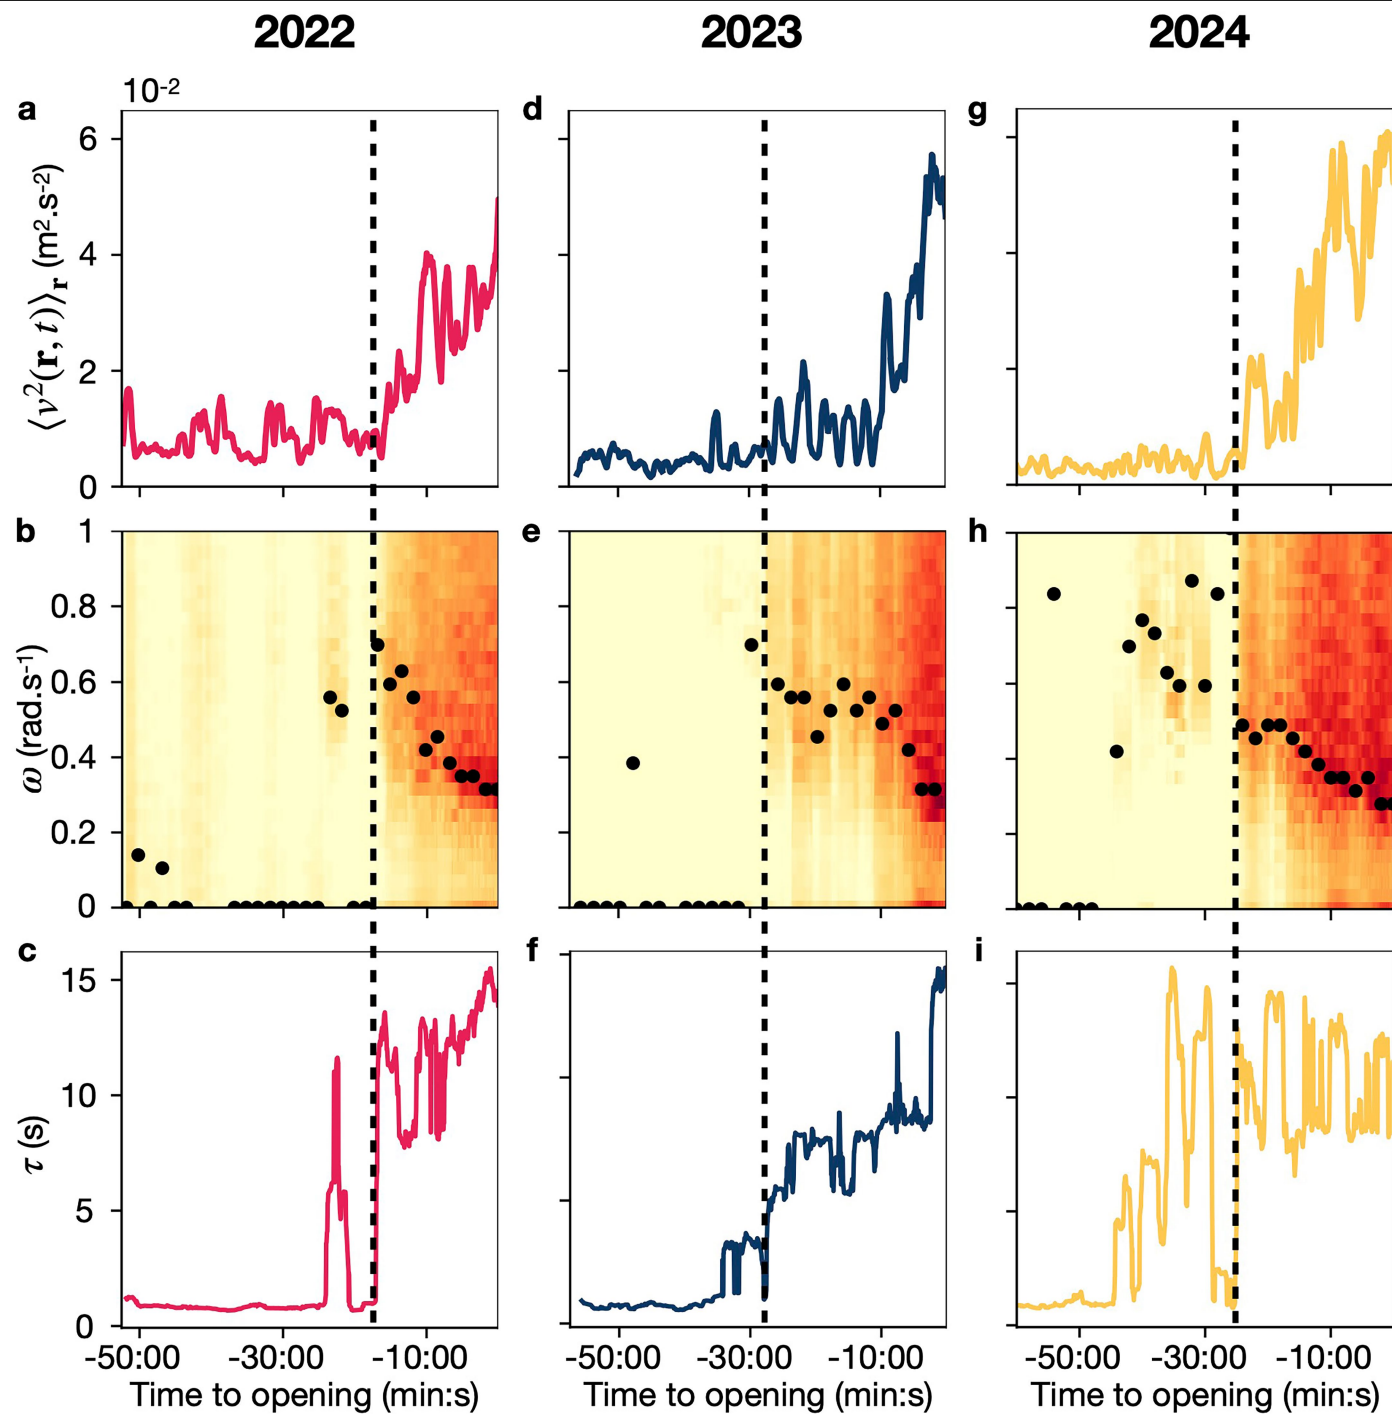 2022 2023 2024
10⁻²
a d g
6
4
2
0
⟨v²(r, t)⟩r (m².s⁻²)
b e h
1
0.8
0.6
0.4
0.2
0
ω (rad.s⁻¹)
c f i
15
10
5
0
τ (s)
-50:00 -30:00 -10:00 -50:00 -30:00 -10:00 -50:00 -30:00 -10:00
Time to opening (min:s) Time to opening (min:s) Time to opening (min:s)